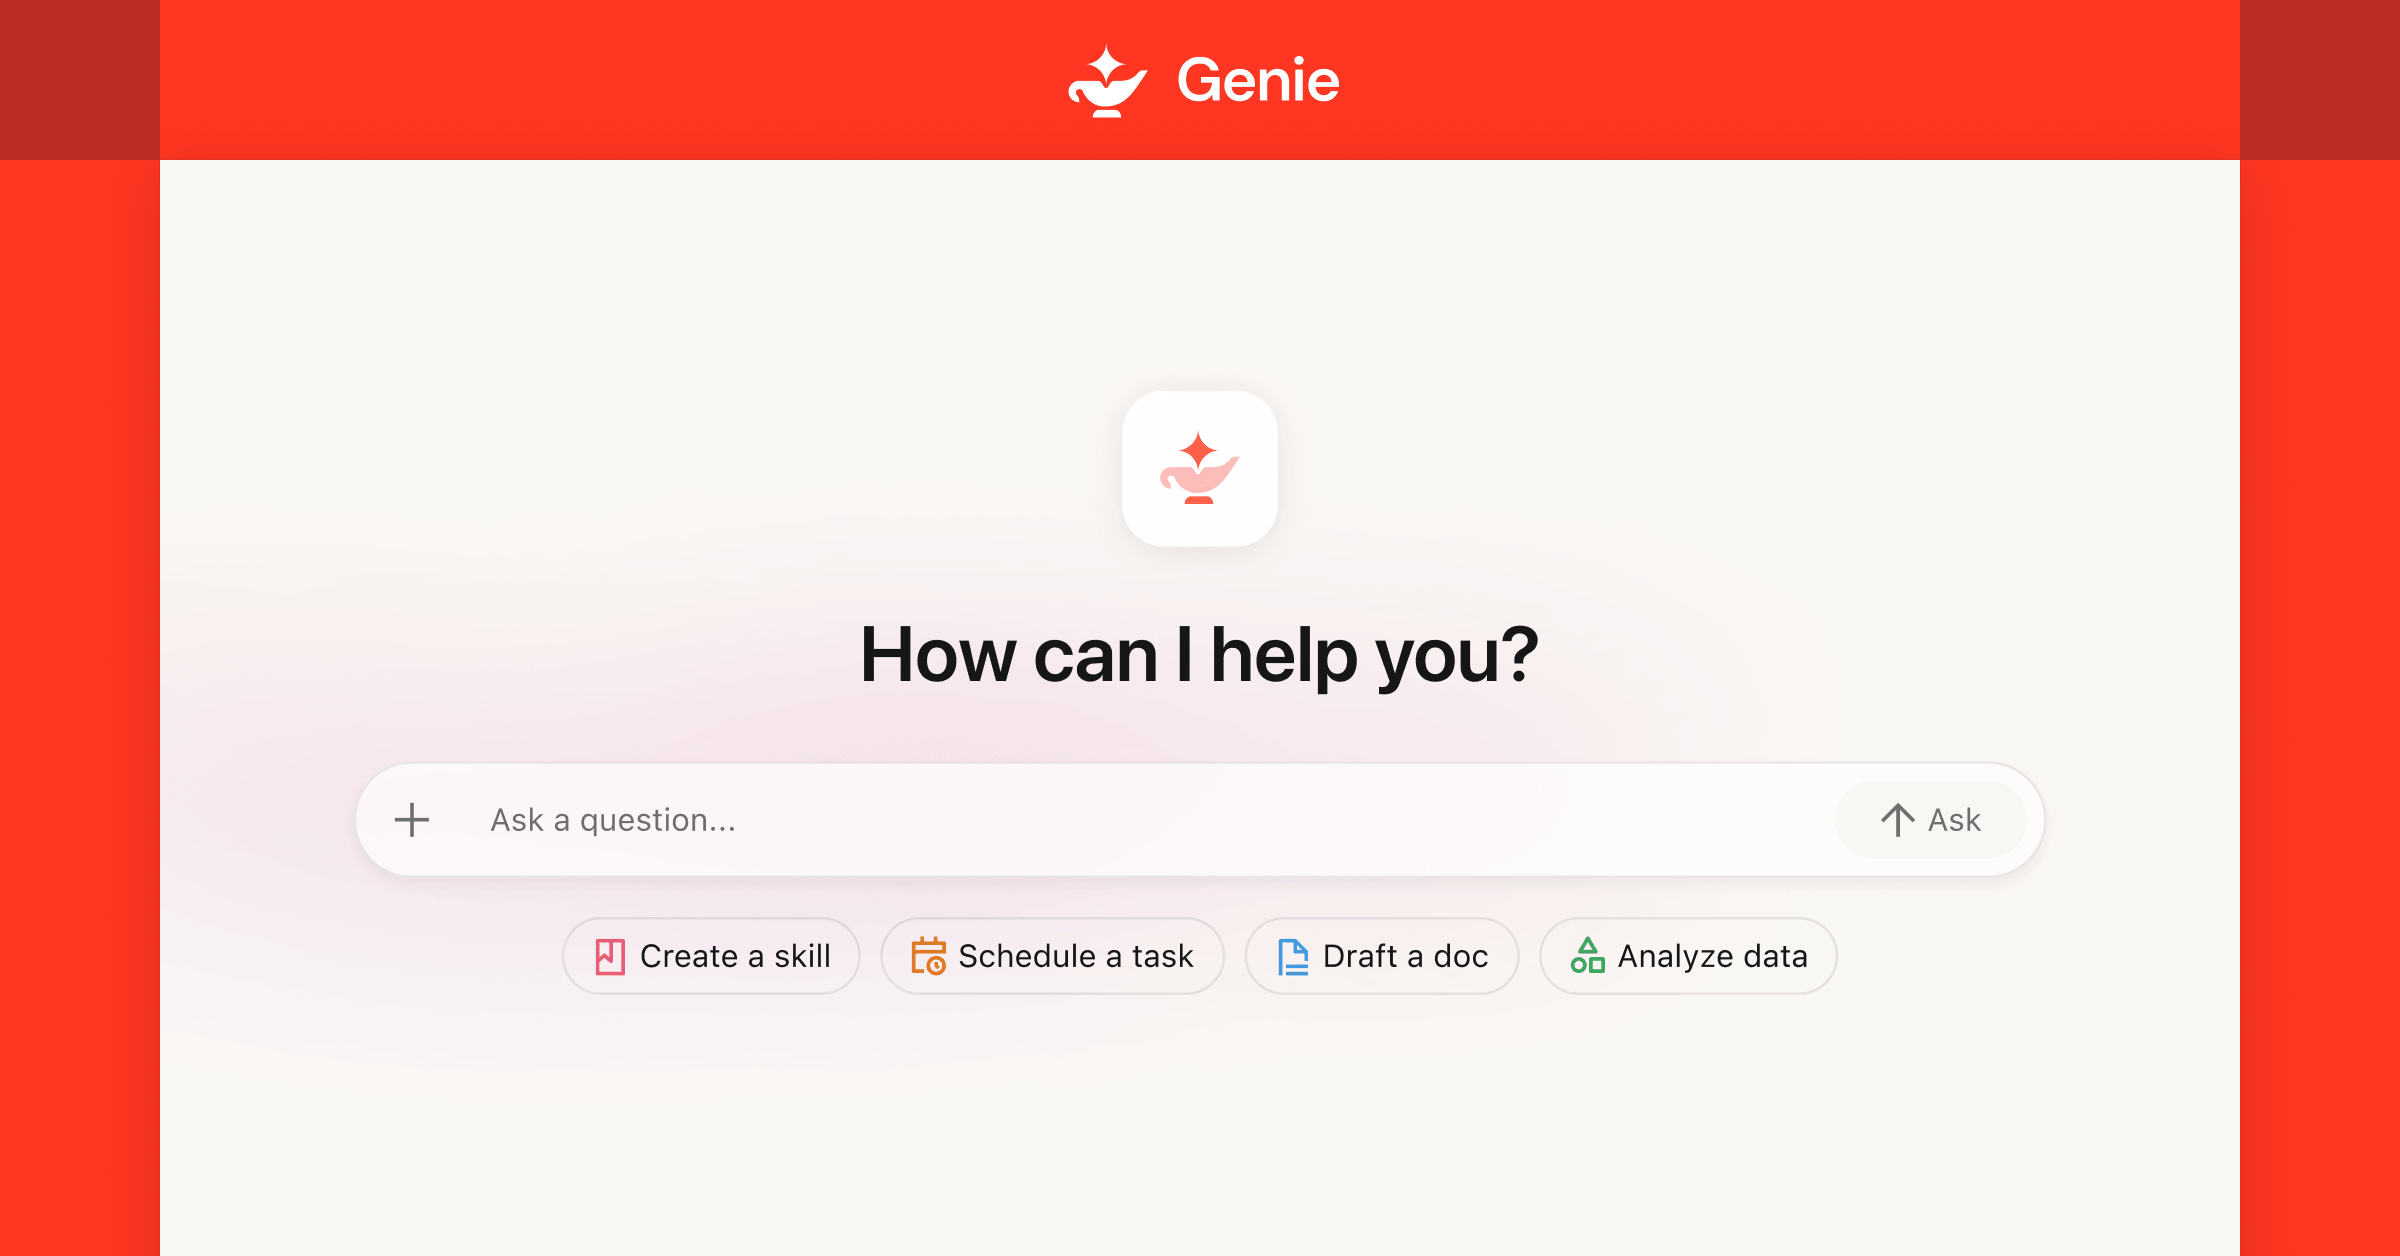 Genie
How can I help you?
Ask a question...
Ask
Create a skill
Schedule a task
Draft a doc
Analyze data